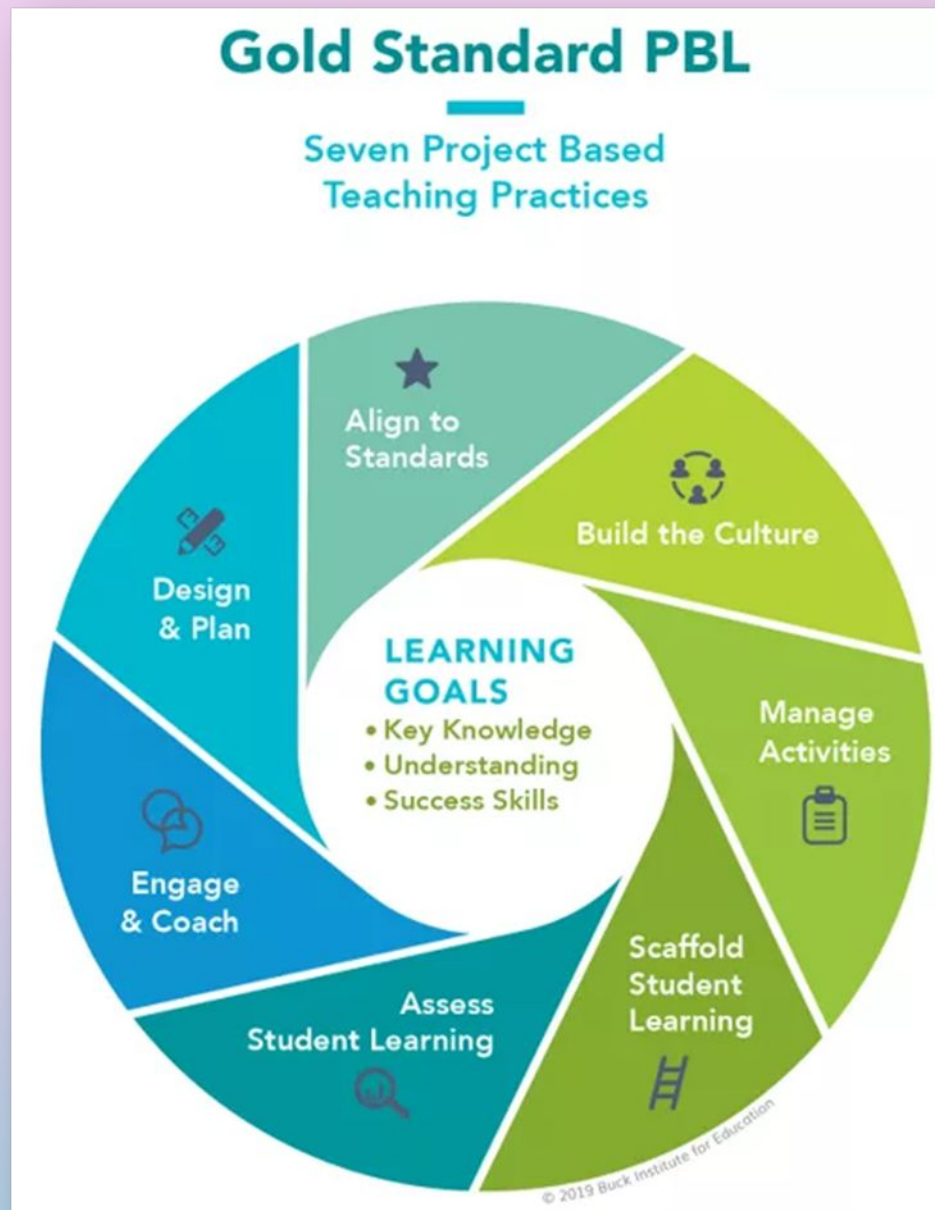 Gold Standard PBL
Seven Project Based
Teaching Practices
Align to
Standards
Build the Culture
Manage
Activities
Scaffold
Student
Learning
Assess
Student Learning
Engage
& Coach
Design
& Plan
LEARNING
GOALS
• Key Knowledge
• Understanding
• Success Skills
© 2019 Buck Institute for Education